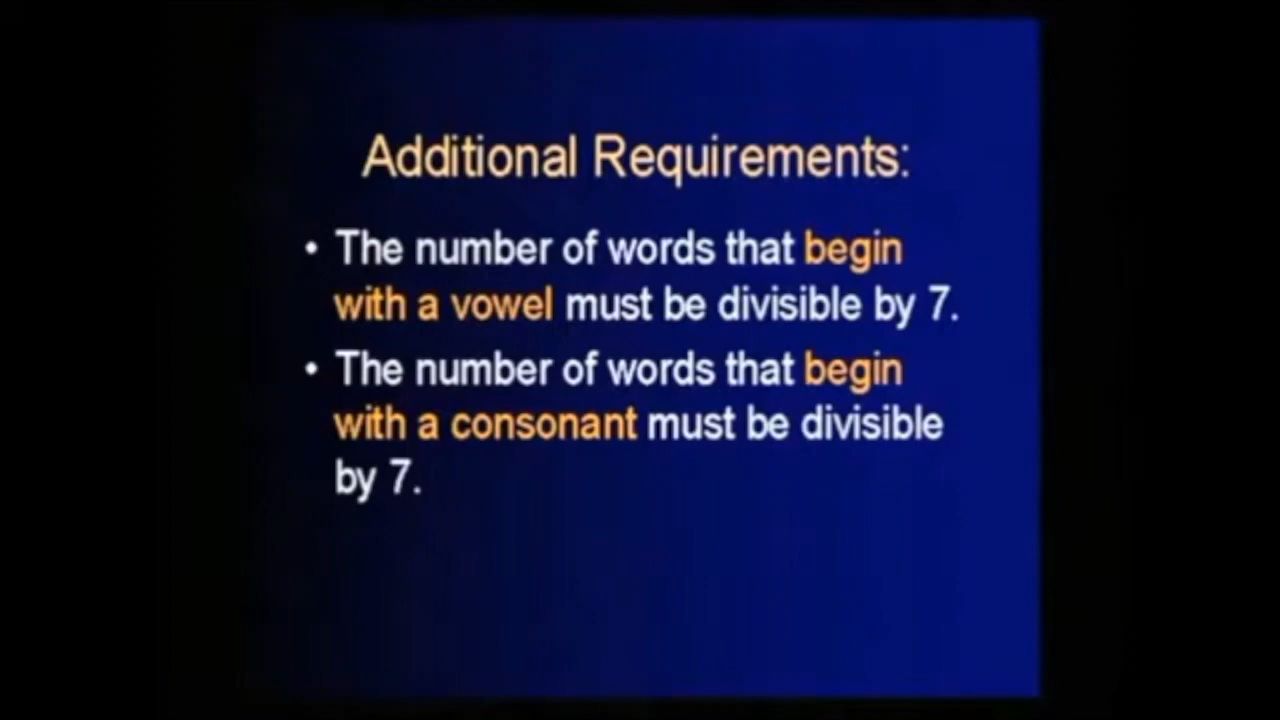 Additional Requirements:
• The number of words that begin
with a vowel must be divisible by 7.
• The number of words that begin
with a consonant must be divisible
by 7.